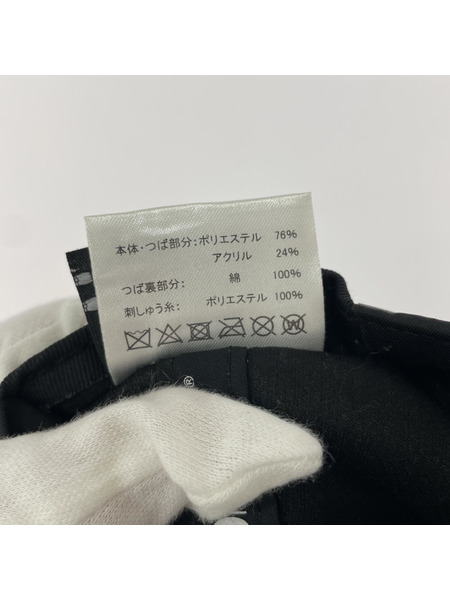 本体・つば部分:ポリエステル 76%
アクリル 24%
つば裏部分: 綿 100%
刺しゅう糸: ポリエステル 100%
®